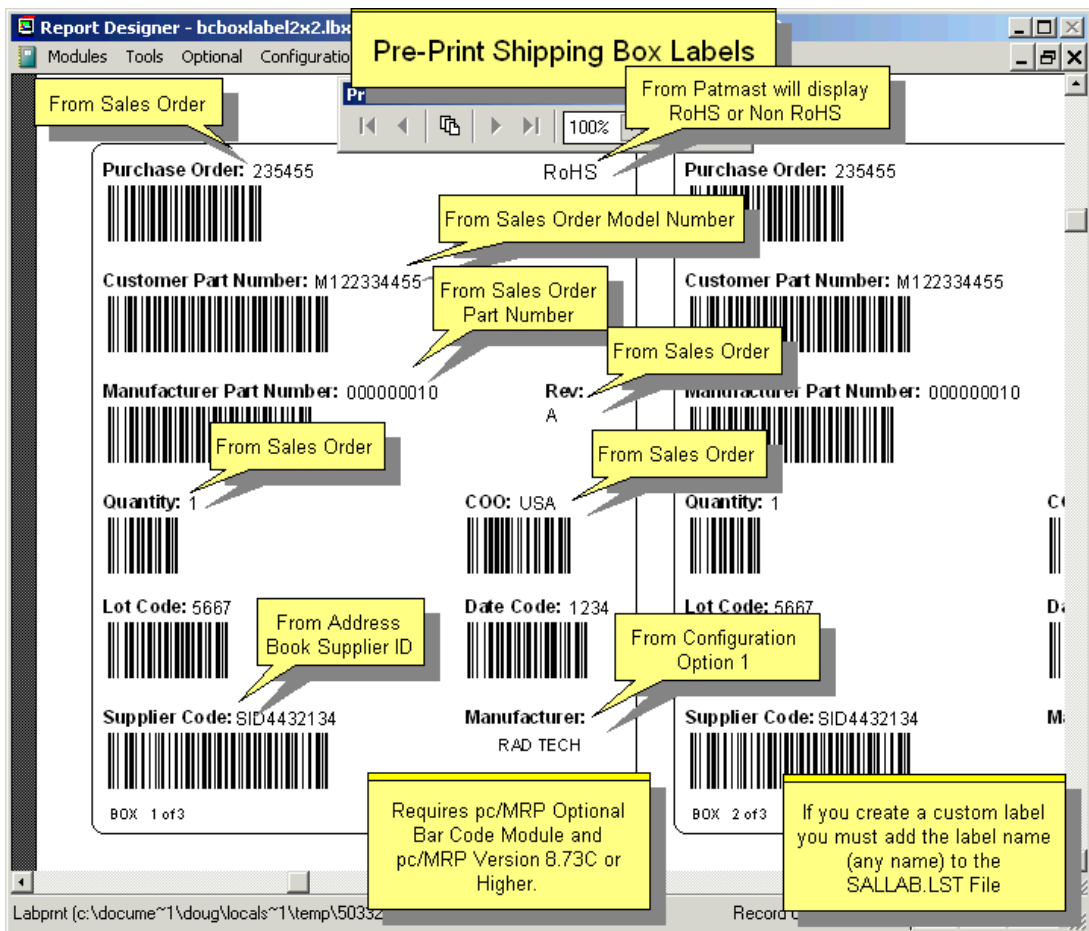 Report Designer - bcboxlabel2x2.lbx
Pre-Print Shipping Box Labels
Modules Tools Optional
From Sales Order
Pr
100%
From Patmast will display
RoHS or Non RoHS
Purchase Order: 235455
RoHS
Purchase Order: 235455
From Sales Order Model Number
Customer Part Number: M122334455
Customer Part Number: M122334455
From Sales Order
Part Number
From Sales Order
Manufacturer Part Number: 000000010
Rev:
A
Manufacturer Part Number: 000000010
From Sales Order
From Sales Order
Quantity: 1
COO: USA
Quantity: 1
Lot Code: 5667
Date Code: 1234
Lot Code: 5667
From Address
Book Supplier ID
From Configuration
Option 1
Supplier Code: SID4432134
Manufacturer:
RAD TECH
Supplier Code: SID4432134
BOX 1 of 3
BOX 2 of 3
Requires pc/MRP Optional
Bar Code Module and
pc/MRP Version 8.73C or
Higher.
If you create a custom label
you must add the label name
(any name) to the
SALLAB.LST File
Labprnt (c:\docume~1\doug\locals~1\temp\50332
Record